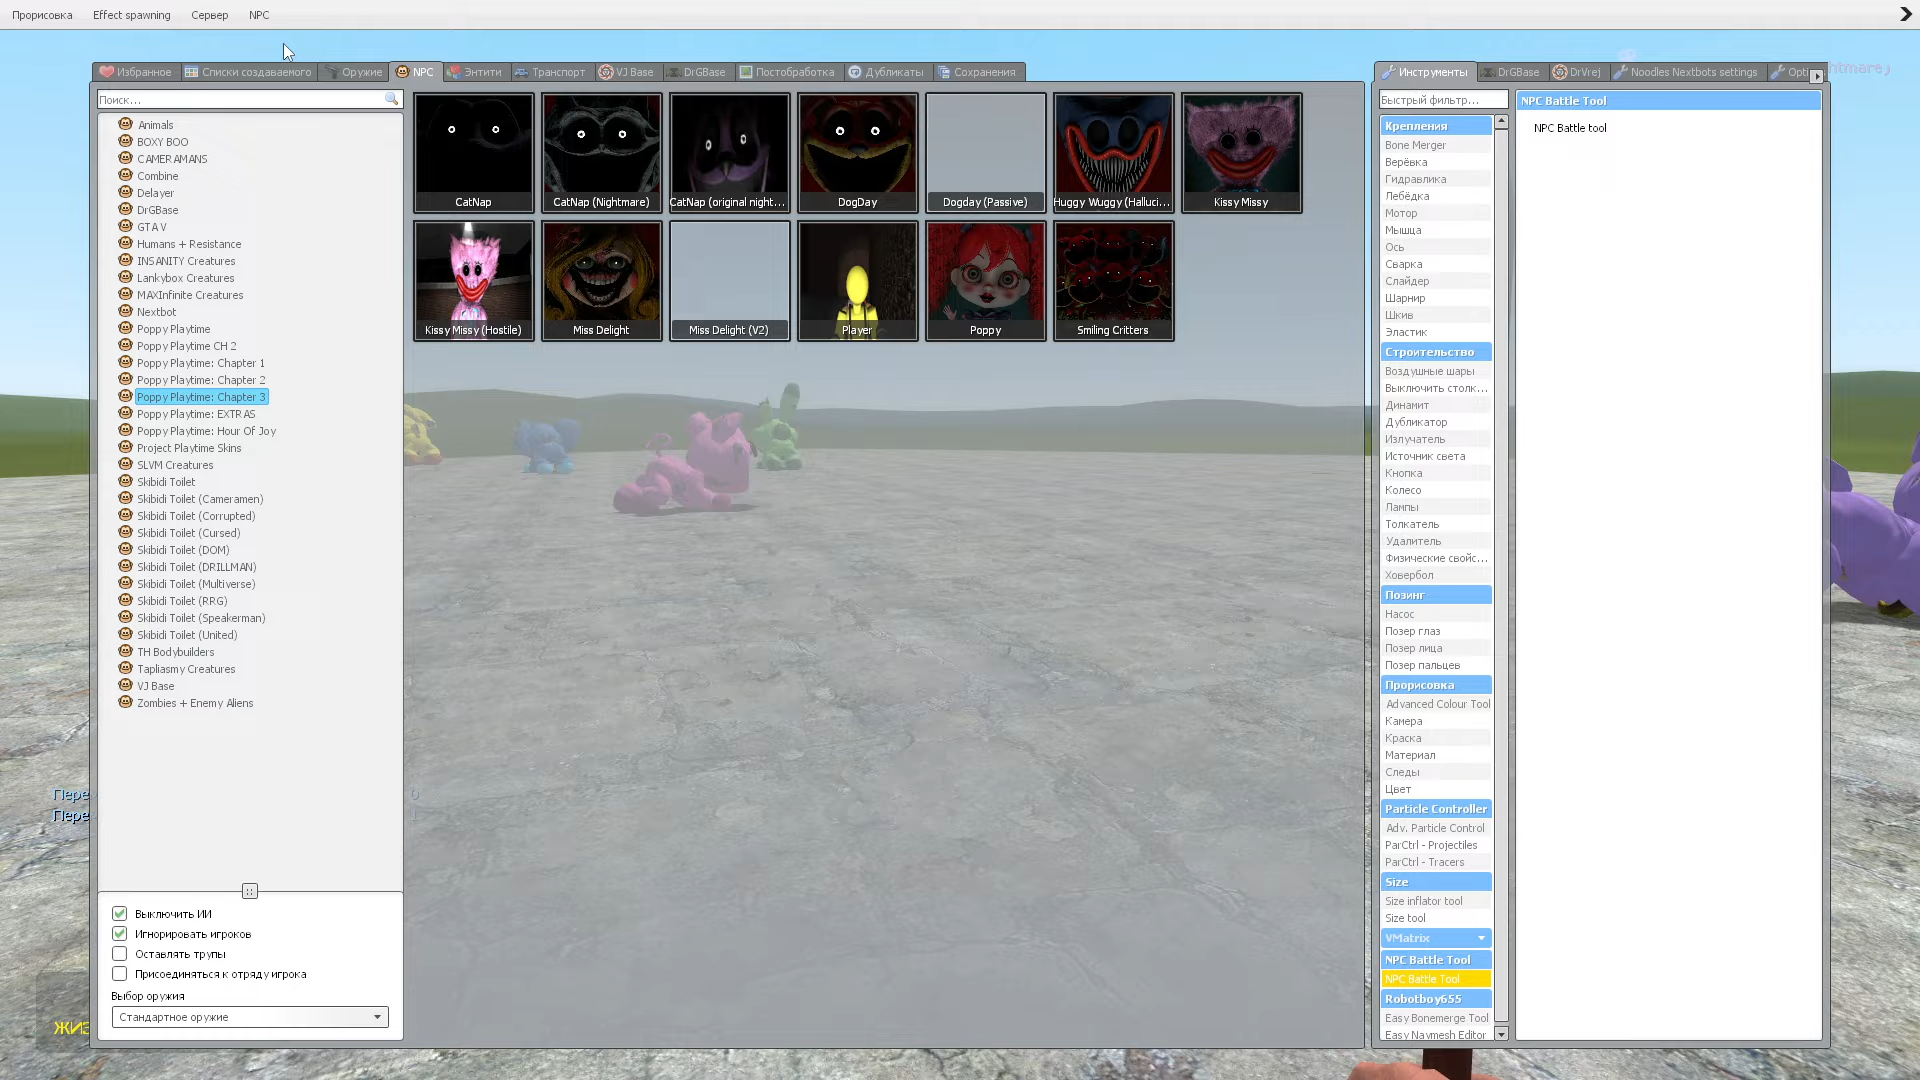 Прорисовка Effect spawning Сервер NPC
Избранное Списки создаваемого Оружие NPC Энтити Транспорт VJ Base DrGBase Постобработка Дубликаты Сохранения
Поиск...
Animals
BOXY BOO
CAMERAMANS
Combine
Delayer
DrGBase
GTA V
Humans + Resistance
INSANITY Creatures
Lankybox Creatures
MAXInfinite Creatures
Nextbot
Poppy Playtime
Poppy Playtime CH 2
Poppy Playtime: Chapter 1
Poppy Playtime: Chapter 2
Poppy Playtime: Chapter 3
Poppy Playtime: EXTRAS
Poppy Playtime: Hour Of Joy
Project Playtime Skins
SLVM Creatures
Skibidi Toilet
Skibidi Toilet (Cameramen)
Skibidi Toilet (Corrupted)
Skibidi Toilet (Cursed)
Skibidi Toilet (DOM)
Skibidi Toilet (DRILLMAN)
Skibidi Toilet (Multiverse)
Skibidi Toilet (RRG)
Skibidi Toilet (Speakerman)
Skibidi Toilet (United)
TH Bodybuilders
Tapliasmy Creatures
VJ Base
Zombies + Enemy Aliens
Выключить ИИ
Игнорировать игроков
Оставлять трупы
Присоединяться к отряду игрока
Выбор оружия
Стандартное оружие
CatNap CatNap (Nightmare) CatNap (original night... DogDay Dogday (Passive) Huggy Wuggy (Halluci... Kissy Missy
Kissy Missy (Hostile) Miss Delight Miss Delight (V2) Player Poppy Smiling Critters
Пере
Пере
Инструменты DrGBase DrVrej Noodles Nextbots settings Opti
Быстрый фильтр...
Крепления
Bone Merger
Верёвка
Гидравлика
Лебёдка
Мотор
Мышца
Ось
Сварка
Слайдер
Шарнир
Шкив
Эластик
Строительство
Воздушные шары
Выключить столк...
Динамит
Дубликатор
Излучатель
Источник света
Кнопка
Колесо
Лампы
Толкатель
Удалитель
Физические свойс...
Ховербол
Позинг
Насос
Позер глаз
Позер лица
Позер пальцев
Прорисовка
Advanced Colour Tool
Камера
Краска
Материал
Следы
Цвет
Particle Controller
Adv. Particle Control
ParCtrl - Projectiles
ParCtrl - Tracers
Size
Size inflator tool
Size tool
VMatrix
NPC Battle Tool
NPC Battle Tool
Robotboy655
Easy Bonemerge Tool
Easy Navmesh Editor
NPC Battle Tool
NPC Battle tool